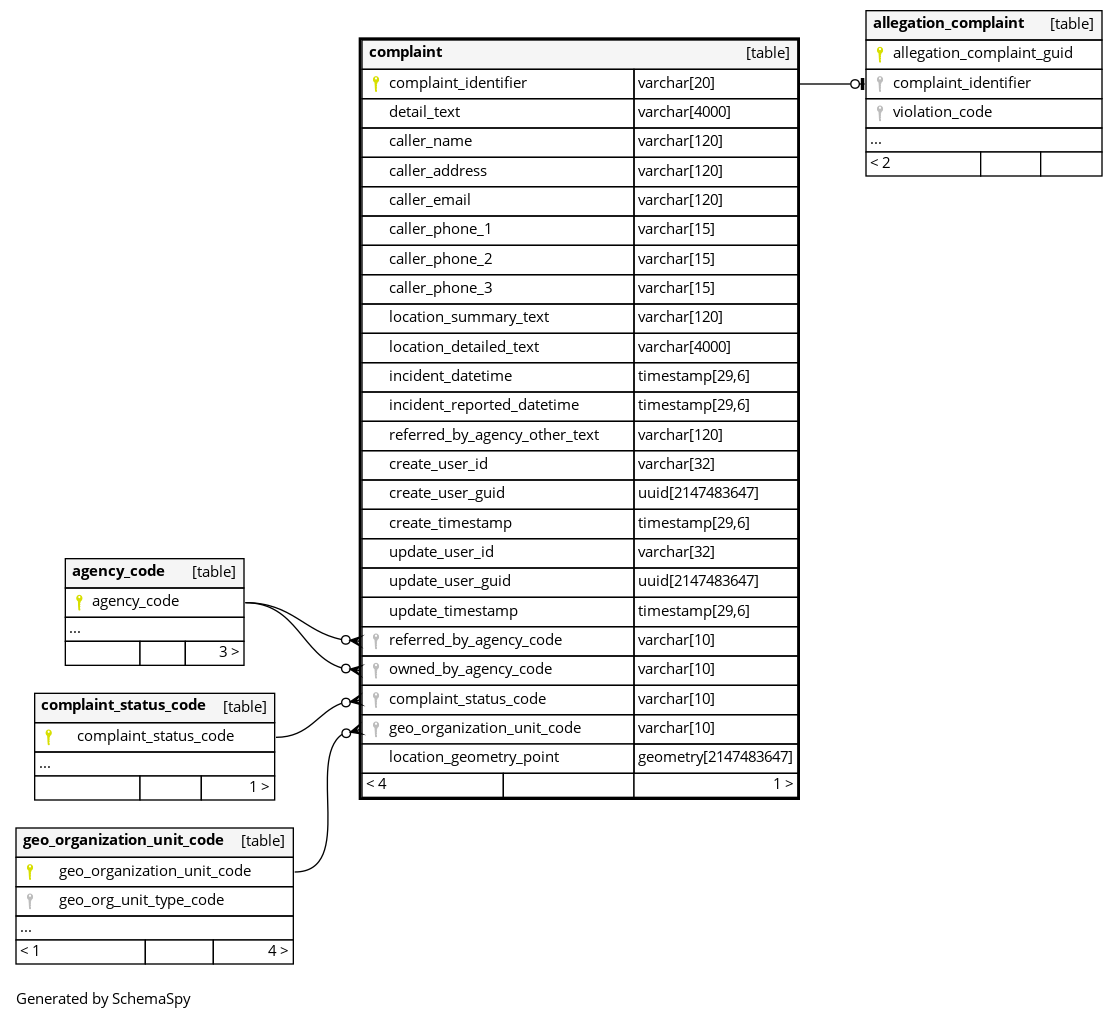 allegation_complaint [table]
allegation_complaint_guid
complaint_identifier
violation_code
...
< 2
complaint [table]
complaint_identifier varchar[20]
detail_text varchar[4000]
caller_name varchar[120]
caller_address varchar[120]
caller_email varchar[120]
caller_phone_1 varchar[15]
caller_phone_2 varchar[15]
caller_phone_3 varchar[15]
location_summary_text varchar[120]
location_detailed_text varchar[4000]
incident_datetime timestamp[29,6]
incident_reported_datetime timestamp[29,6]
referred_by_agency_other_text varchar[120]
create_user_id varchar[32]
create_user_guid uuid[2147483647]
create_timestamp timestamp[29,6]
update_user_id varchar[32]
update_user_guid uuid[2147483647]
update_timestamp timestamp[29,6]
referred_by_agency_code varchar[10]
owned_by_agency_code varchar[10]
complaint_status_code varchar[10]
geo_organization_unit_code varchar[10]
location_geometry_point geometry[2147483647]
< 4 1 >
agency_code [table]
agency_code
...
3 >
complaint_status_code [table]
complaint_status_code
...
1 >
geo_organization_unit_code [table]
geo_organization_unit_code
geo_org_unit_type_code
...
< 1 4 >
Generated by SchemaSpy